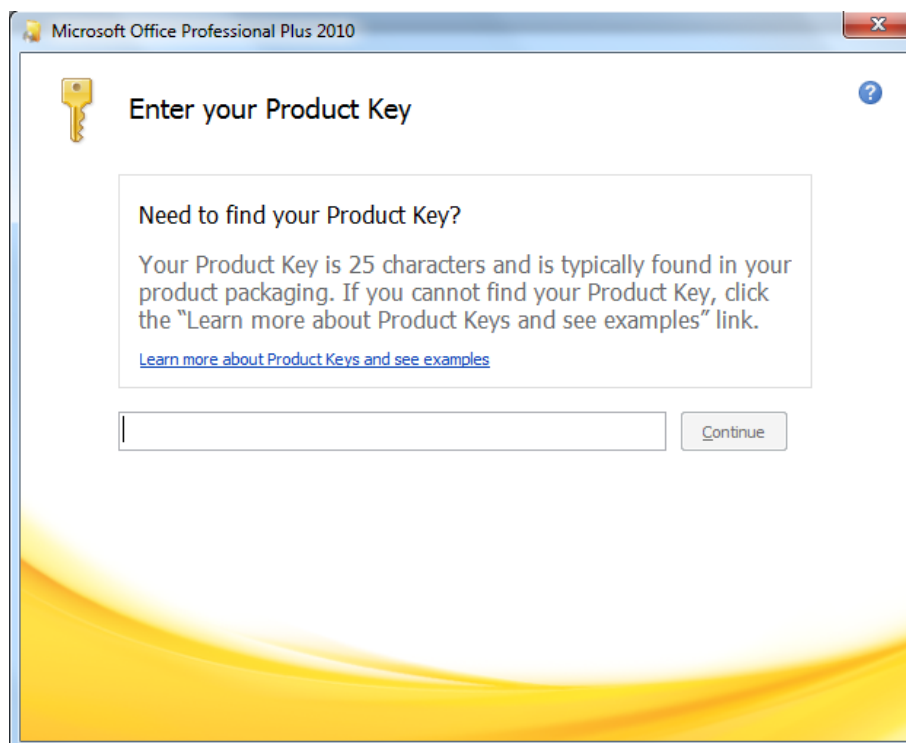 Microsoft Office Professional Plus 2010
Enter your Product Key
Need to find your Product Key?
Your Product Key is 25 characters and is typically found in your
product packaging. If you cannot find your Product Key, click
the “Learn more about Product Keys and see examples” link.
Learn more about Product Keys and see examples
Continue